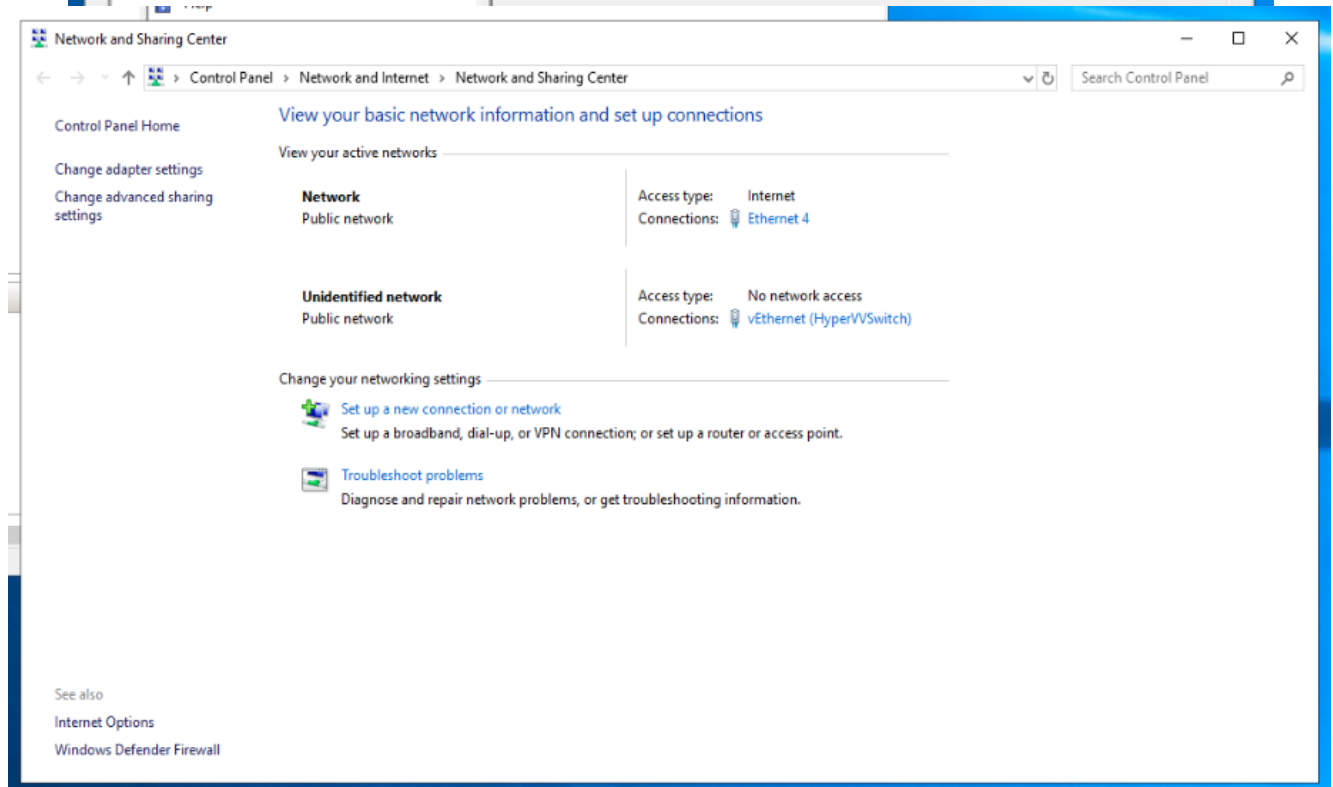 Network and Sharing Center
Control Panel > Network and Internet > Network and Sharing Center
Search Control Panel
Control Panel Home
Change adapter settings
Change advanced sharing
settings
View your basic network information and set up connections
View your active networks
Network
Public network
Access type: Internet
Connections: Ethernet 4
Unidentified network
Public network
Access type: No network access
Connections: vEthernet (HyperVVSwitch)
Change your networking settings
Set up a new connection or network
Set up a broadband, dial-up, or VPN connection; or set up a router or access point.
Troubleshoot problems
Diagnose and repair network problems, or get troubleshooting information.
See also
Internet Options
Windows Defender Firewall